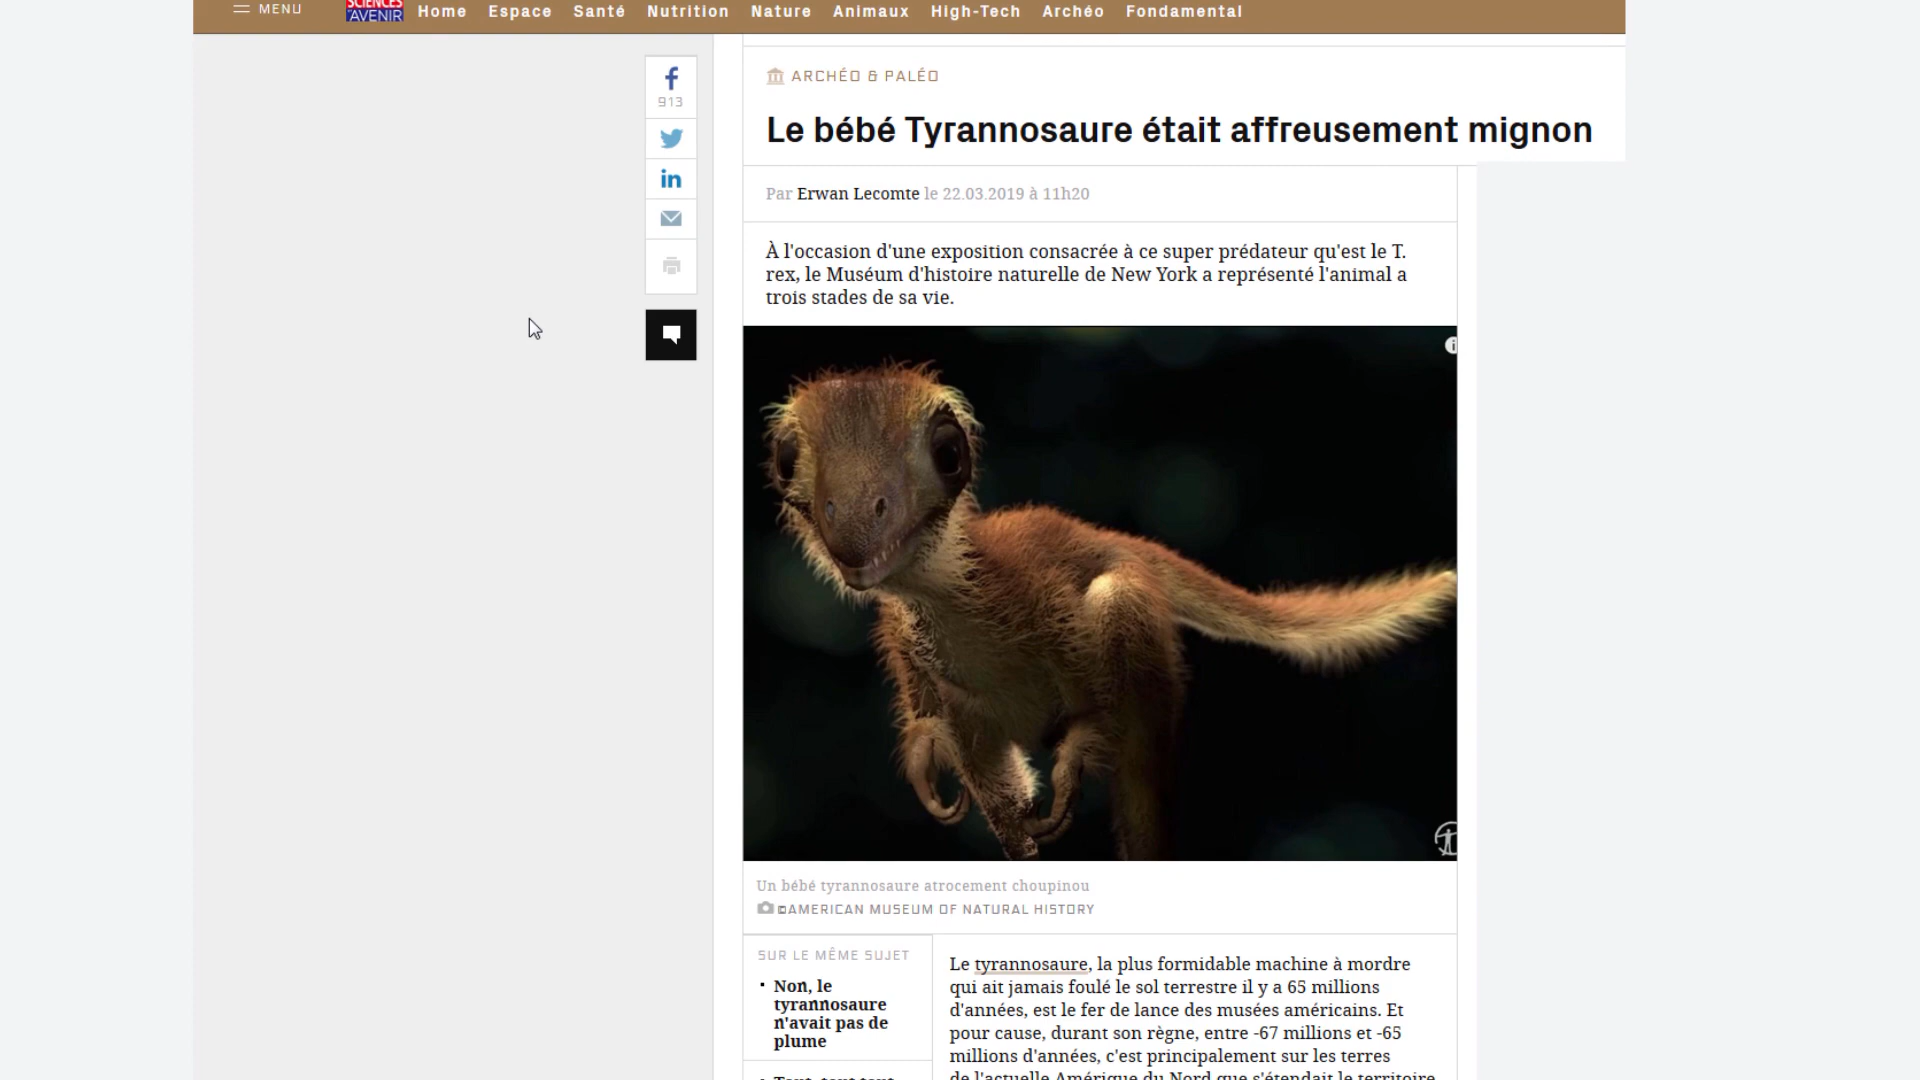 MENU
SCIENCES
AVENIR
Home Espace Santé Nutrition Nature Animaux High-Tech Archéo Fondamental
913
ARCHÉO & PALÉO
Le bébé Tyrannosaure était affreusement mignon
Par Erwan Lecomte le 22.03.2019 à 11h20
À l'occasion d'une exposition consacrée à ce super prédateur qu'est le T.
rex, le Muséum d'histoire naturelle de New York a représenté l'animal a
trois stades de sa vie.
Un bébé tyrannosaure atrocement choupinou
©AMERICAN MUSEUM OF NATURAL HISTORY
SUR LE MÊME SUJET
Non, le
tyrannosaure
n'avait pas de
plume
Le tyrannosaure, la plus formidable machine à mordre
qui ait jamais foulé le sol terrestre il y a 65 millions
d'années, est le fer de lance des musées américains. Et
pour cause, durant son règne, entre -67 millions et -65
millions d'années, c'est principalement sur les terres
de l'actuelle Amérique du Nord que s'étendait le territoire